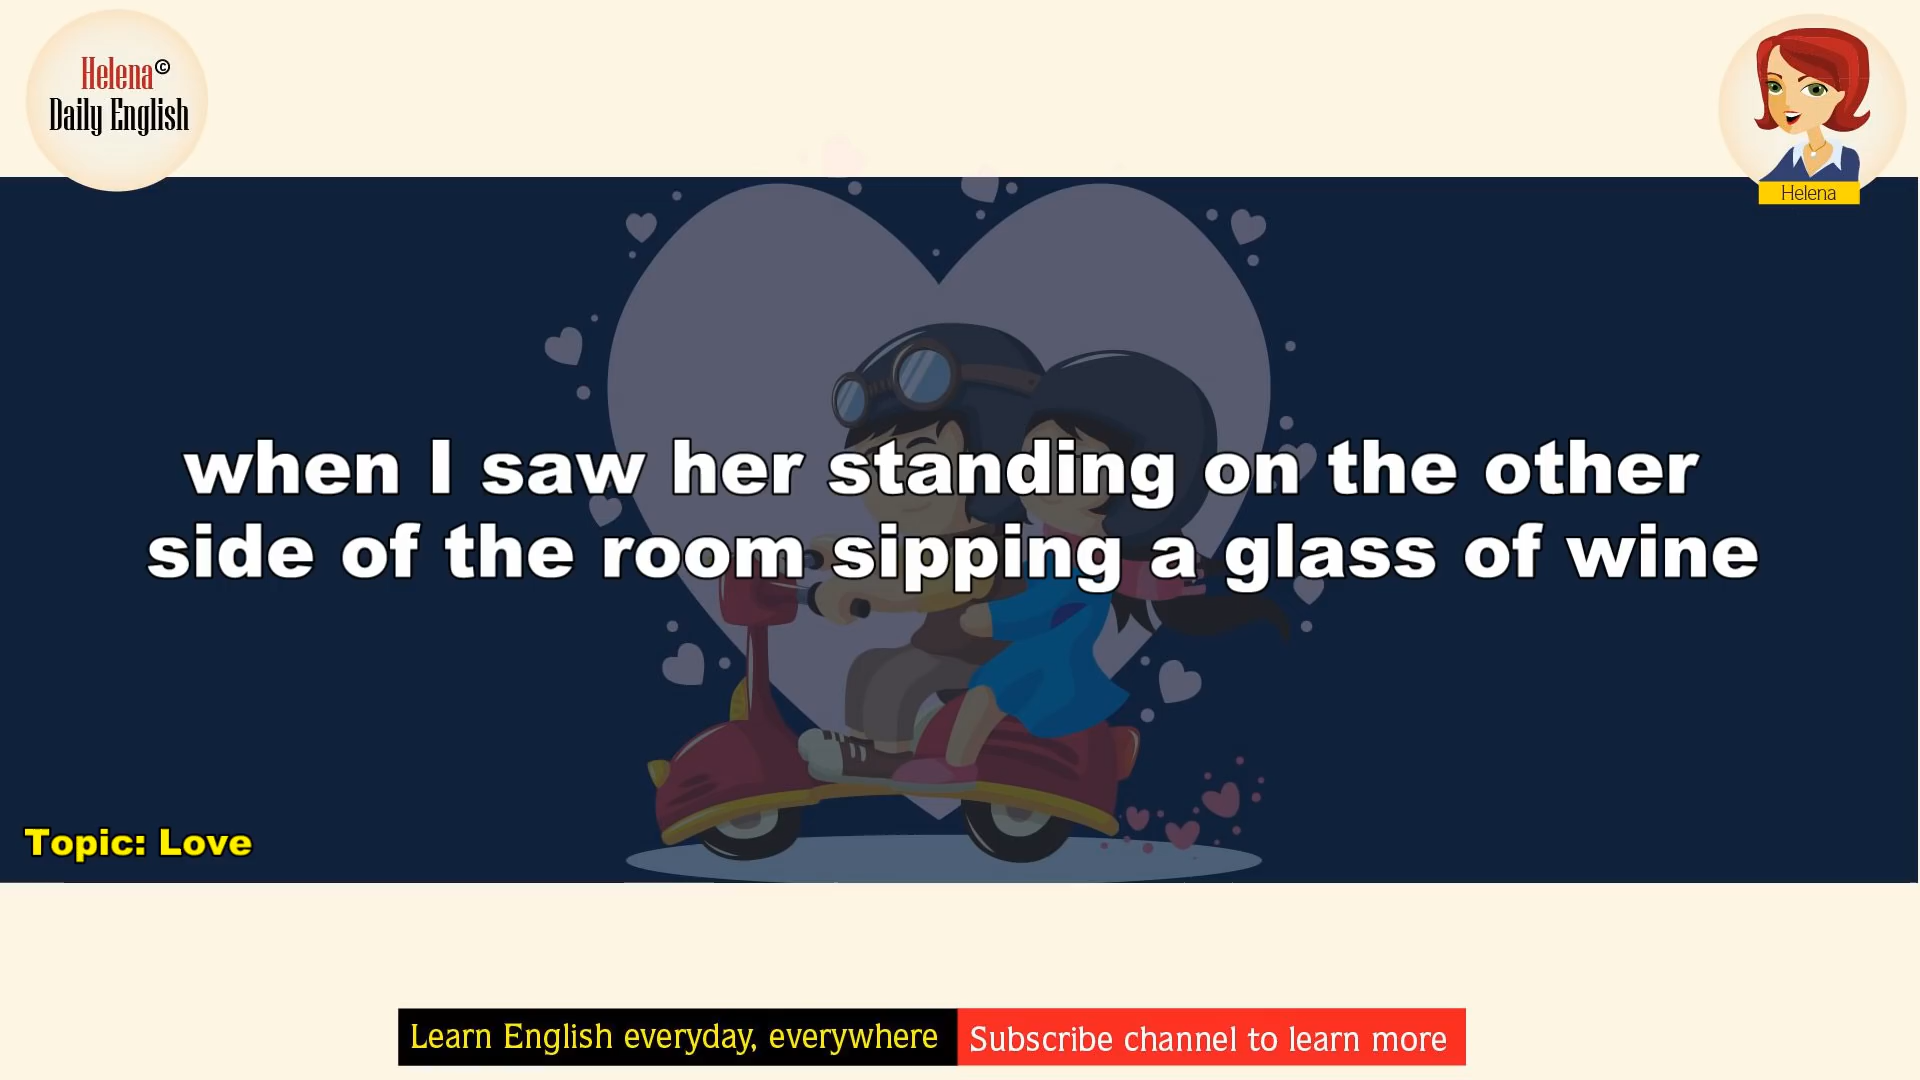 Helena©
Daily English
Helena
when I saw her standing on the other
side of the room sipping a glass of wine
Topic: Love
Learn English everyday, everywhere
Subscribe channel to learn more